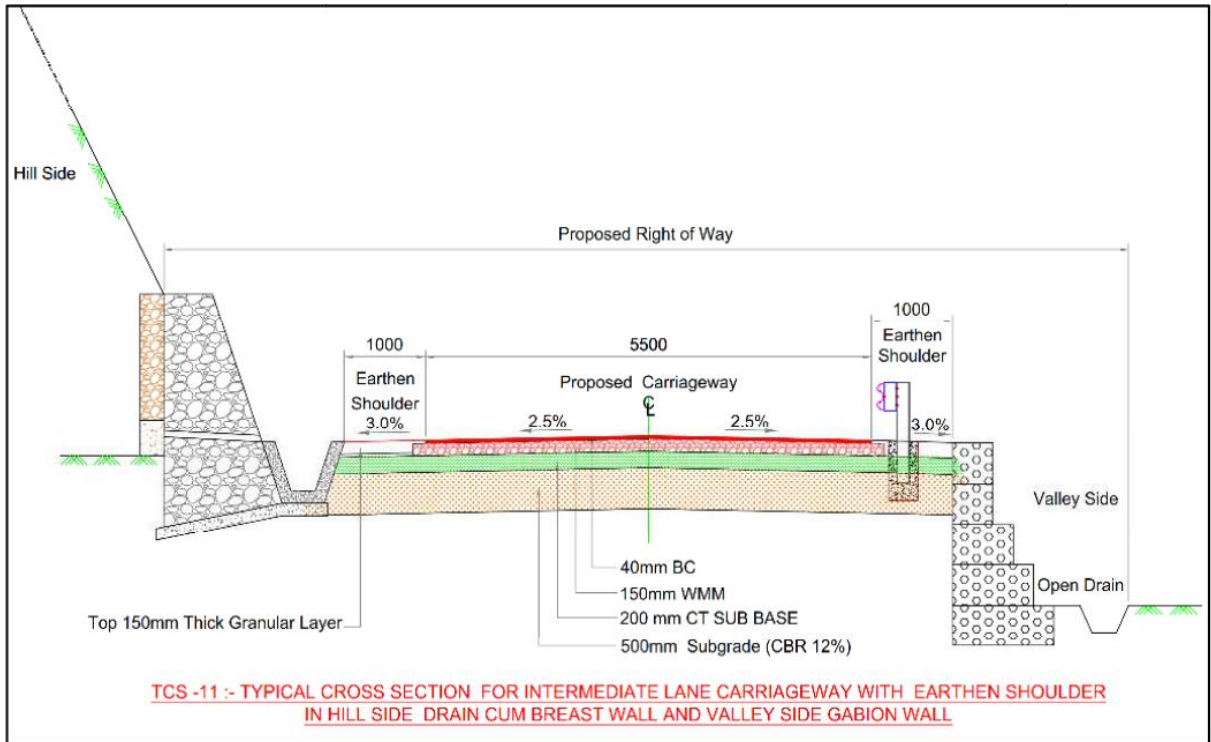 Hill Side
Proposed Right of Way
1000
Earthen
Shoulder
1000
5500
Earthen
Shoulder
3.0%
Proposed Carriageway
CL
2.5%
2.5%
3.0%
Valley Side
Open Drain
40mm BC
150mm WMM
200 mm CT SUB BASE
500mm Subgrade (CBR 12%)
Top 150mm Thick Granular Layer
TCS -11 :- TYPICAL CROSS SECTION FOR INTERMEDIATE LANE CARRIAGEWAY WITH EARTHEN SHOULDER
IN HILL SIDE DRAIN CUM BREAST WALL AND VALLEY SIDE GABION WALL